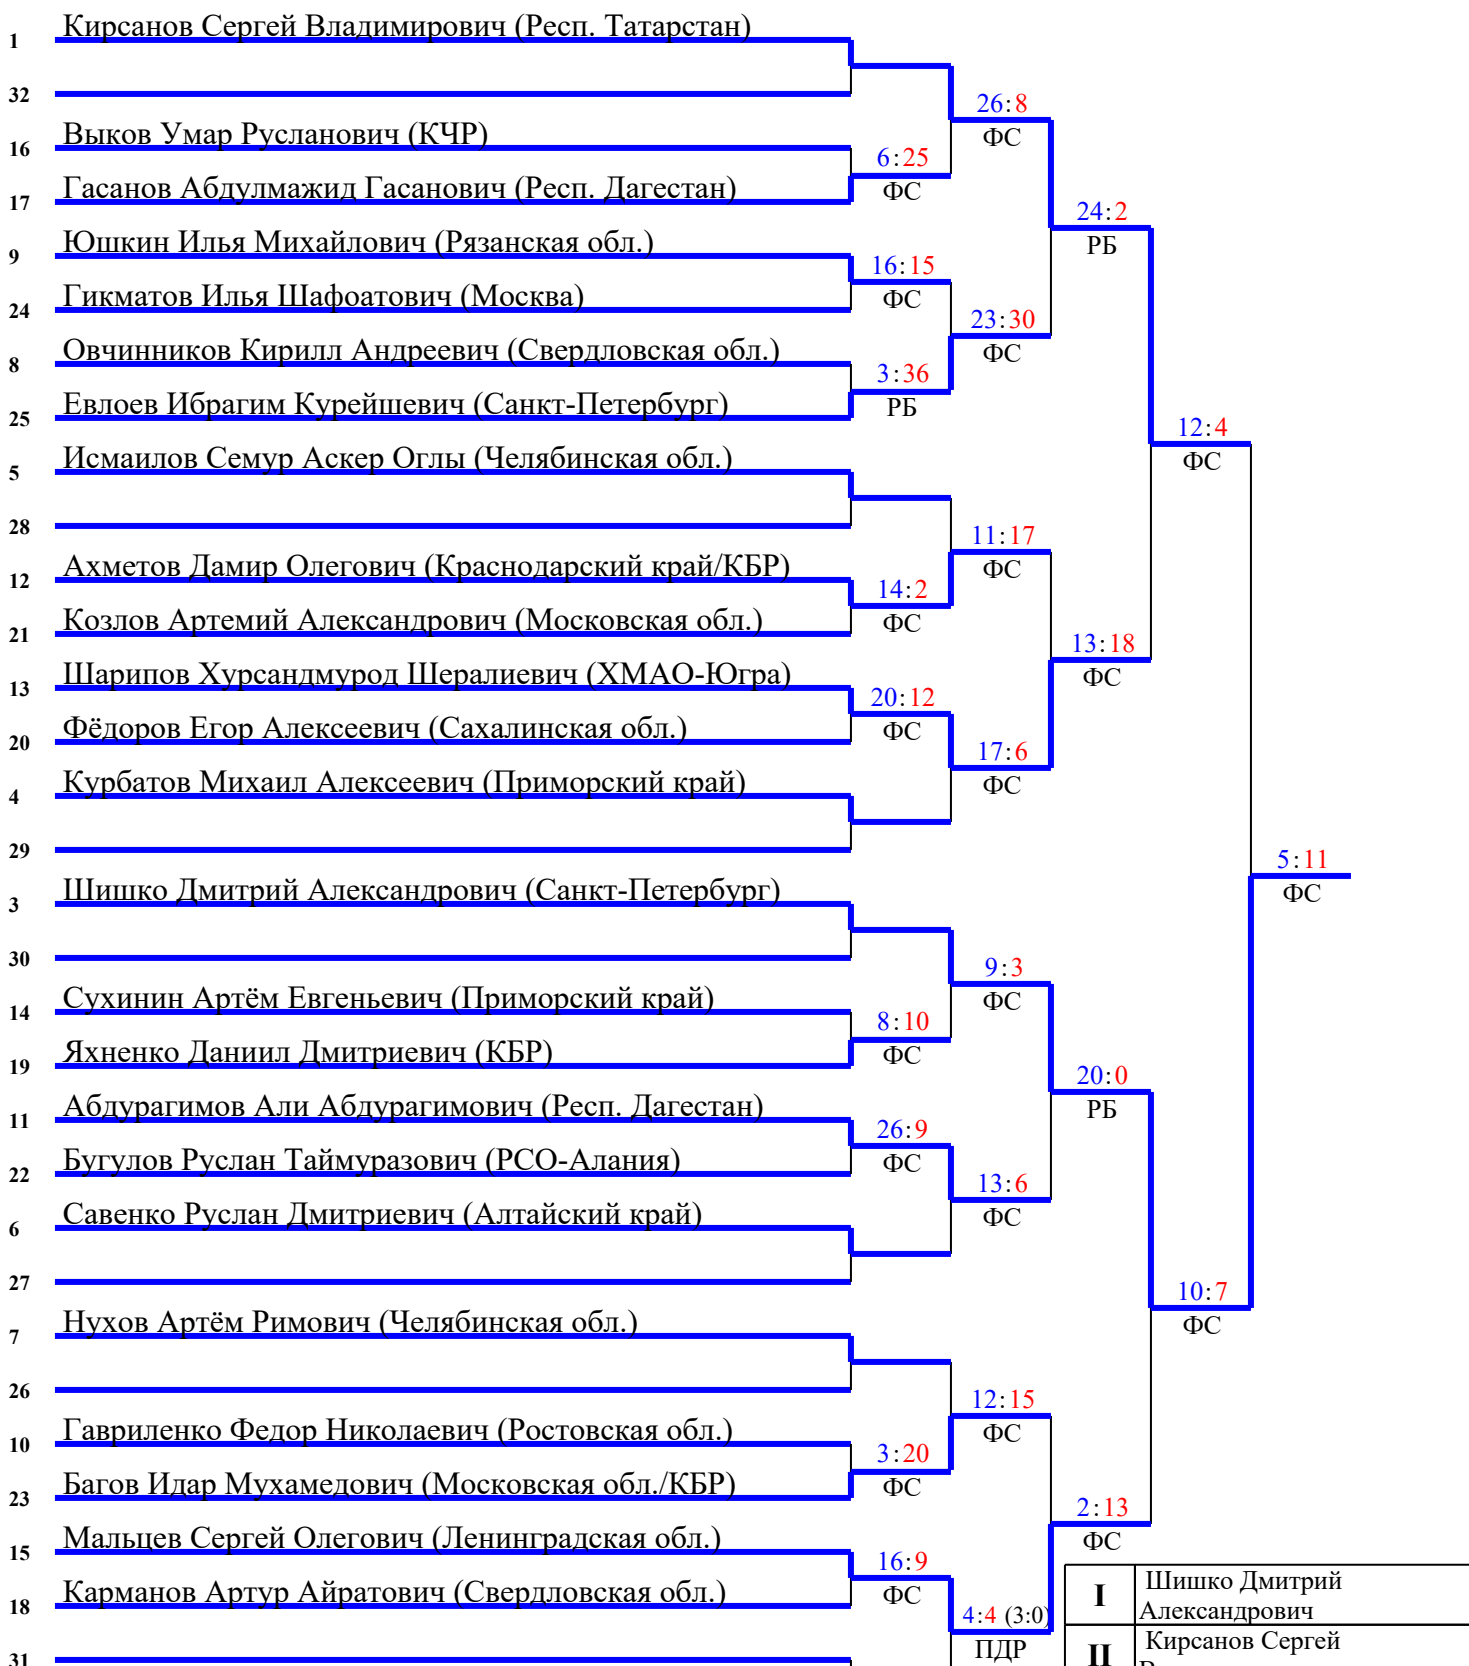 Кирсанов Сергей Владимирович (Респ. Татарстан)
1
32
26:8
ФС
Выков Умар Русланович (КЧР)
16
6:25
ФС
Гасанов Абдулмажид Гасанович (Респ. Дагестан)
17
24:2
РБ
Юшкин Илья Михайлович (Рязанская обл.)
9
16:15
ФС
Гикматов Илья Шафоатович (Москва)
24
23:30
ФС
Овчинников Кирилл Андреевич (Свердловская обл.)
8
3:36
РБ
Евлоев Ибрагим Курейшевич (Санкт-Петербург)
25
12:4
ФС
Исмаилов Семур Аскер Оглы (Челябинская обл.)
5
28
11:17
ФС
Ахметов Дамир Олегович (Краснодарский край/КБР)
12
14:2
ФС
Козлов Артемий Александрович (Московская обл.)
21
13:18
ФС
Шарипов Хурсандмурод Шералиевич (ХМАО-Югра)
13
20:12
ФС
Фёдоров Егор Алексеевич (Сахалинская обл.)
20
17:6
ФС
Курбатов Михаил Алексеевич (Приморский край)
4
29
5:11
ФС
Шишко Дмитрий Александрович (Санкт-Петербург)
3
30
9:3
ФС
Сухинин Артём Евгеньевич (Приморский край)
14
8:10
ФС
Яхненко Даниил Дмитриевич (КБР)
19
20:0
РБ
Абдурагимов Али Абдурагимович (Респ. Дагестан)
11
26:9
ФС
Бугулов Руслан Таймуразович (РСО-Алания)
22
13:6
ФС
Савенко Руслан Дмитриевич (Алтайский край)
6
27
10:7
ФС
Нухов Артём Римович (Челябинская обл.)
7
26
12:15
ФС
Гавриленко Федор Николаевич (Ростовская обл.)
10
3:20
ФС
Багов Идар Мухамедович (Московская обл./КБР)
23
2:13
ФС
Мальцев Сергей Олегович (Ленинградская обл.)
15
16:9
ФС
Карманов Артур Айратович (Свердловская обл.)
18
4:4 (3:0)
ПДР
31
I Шишко Дмитрий
Александрович
II Кирсанов Сергей